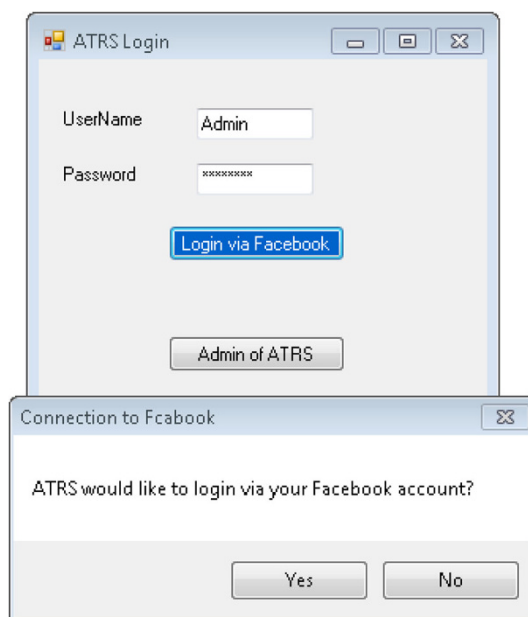 ATRS Login
UserName Admin
Password ********
Login via Facebook
Admin of ATRS
Connection to Fcabook
ATRS would like to login via your Facebook account?
Yes No